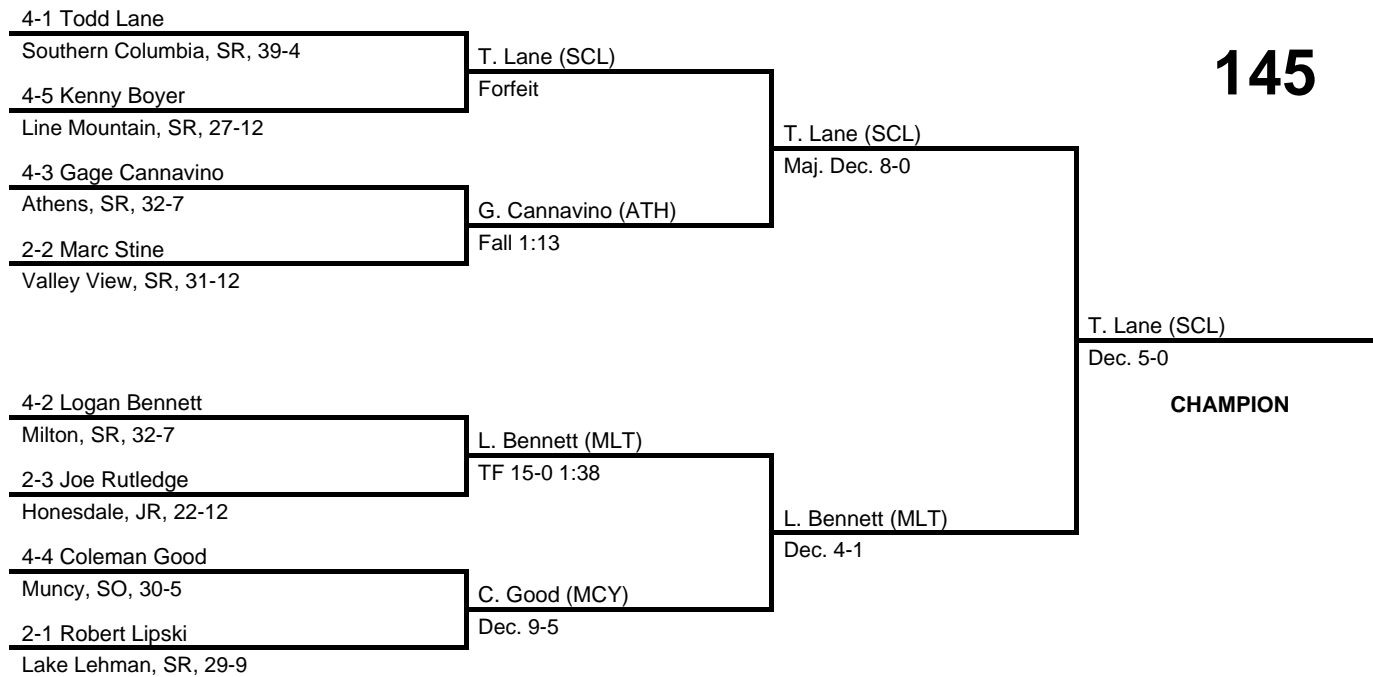 4-1 Todd Lane
Southern Columbia, SR, 39-4
4-5 Kenny Boyer
Line Mountain, SR, 27-12
4-3 Gage Cannavino
Athens, SR, 32-7
2-2 Marc Stine
Valley View, SR, 31-12
4-2 Logan Bennett
Milton, SR, 32-7
2-3 Joe Rutledge
Honesdale, JR, 22-12
4-4 Coleman Good
Muncy, SO, 30-5
2-1 Robert Lipski
Lake Lehman, SR, 29-9
T. Lane (SCL)
Forfeit
G. Cannavino (ATH)
Fall 1:13
L. Bennett (MLT)
TF 15-0 1:38
C. Good (MCY)
Dec. 9-5
T. Lane (SCL)
Maj. Dec. 8-0
L. Bennett (MLT)
Dec. 4-1
145
T. Lane (SCL)
Dec. 5-0
CHAMPION